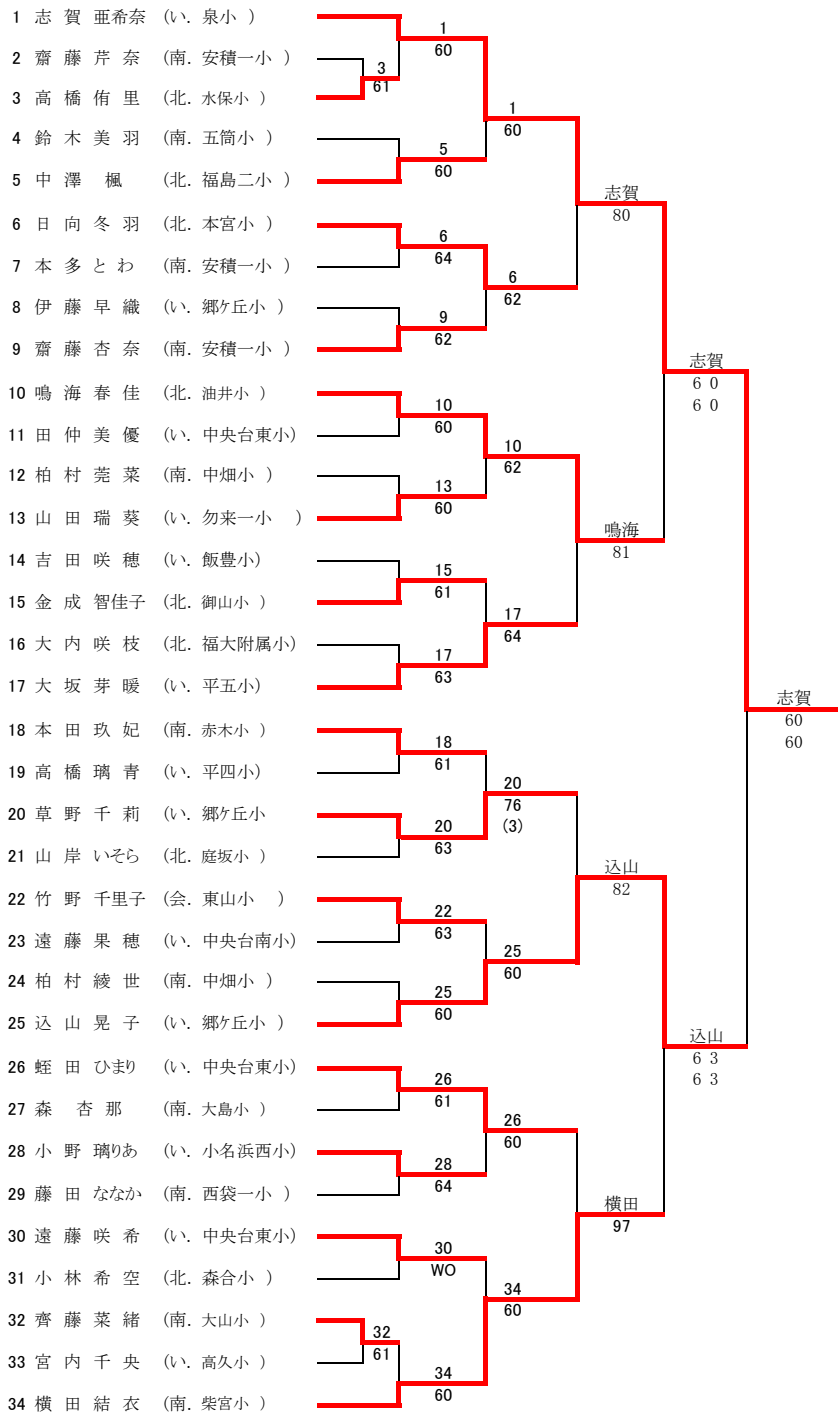 1 志 賀 亜希奈 (い. 泉小 )
2 齋 藤 芹 奈 (南. 安積一小 )
3 高 橋 侑 里 (北. 水保小 )
4 鈴 木 美 羽 (南. 五筒小 )
5 中 澤 楓 (北. 福島二小 )
6 日 向 冬 羽 (北. 本宮小 )
7 本 多 と わ (南. 安積一小 )
8 伊 藤 早 織 (い. 郷ケ丘小 )
9 齋 藤 杏 奈 (南. 安積一小 )
10 鳴 海 春 佳 (北. 油井小 )
11 田 仲 美 優 (い. 中央台東小)
12 柏 村 莞 菜 (南. 中畑小 )
13 山 田 瑞 葵 (い. 勿来一小 )
14 吉 田 咲 穂 (い. 飯豊小)
15 金 成 智佳子 (北. 御山小 )
16 大 内 咲 枝 (北. 福大附属小)
17 大 坂 芽 暖 (い. 平五小)
18 本 田 玖 妃 (南. 赤木小 )
19 高 橋 璃 青 (い. 平四小)
20 草 野 千 莉 (い. 郷ケ丘小
21 山 岸 いそら (北. 庭坂小 )
22 竹 野 千里子 (会. 東山小 )
23 遠 藤 果 穂 (い. 中央台南小)
24 柏 村 綾 世 (南. 中畑小 )
25 込 山 晃 子 (い. 郷ケ丘小 )
26 蛭 田 ひまり (い. 中央台東小)
27 森 杏 那 (南. 大島小 )
28 小 野 璃りあ (い. 小名浜西小)
29 藤 田 ななか (南. 西袋一小 )
30 遠 藤 咲 希 (い. 中央台東小)
31 小 林 希 空 (北. 森合小 )
32 齊 藤 菜 緒 (南. 大山小 )
33 宮 内 千 央 (い. 高久小 )
34 横 田 結 衣 (南. 柴宮小 )
3
61
32
61
1
60
5
60
6
64
9
62
10
60
13
60
15
61
17
63
18
61
20
63
22
63
25
60
26
61
28
64
30
WO
34
60
1
60
6
62
10
62
17
64
20
76
(3)
25
60
26
60
34
60
志賀
80
鳴海
81
込山
82
横田
97
志賀
6 0
6 0
込山
6 3
6 3
志賀
60
60